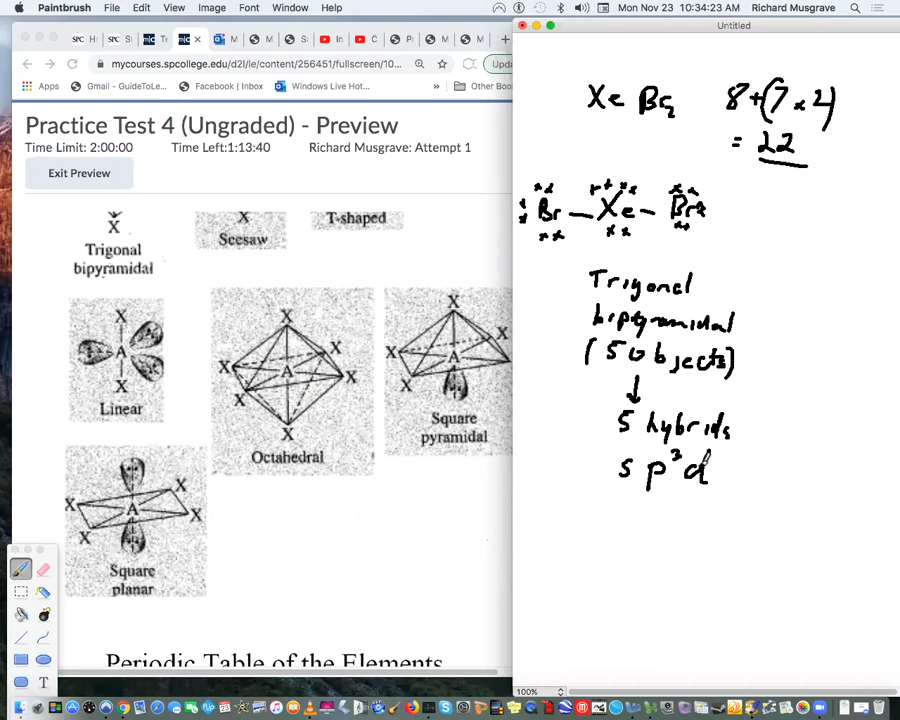 Paintbrush File Edit View Image Font Window Help
Mon Nov 23 10:34:23 AM Richard Musgrave
Untitled
mycourses.spcollege.edu/d2l/le/content/256451/fullscreen/10...
Upda
Apps Gmail - GuideToLe... Facebook | Inbox Windows Live Hot... Other Boo
Practice Test 4 (Ungraded) - Preview
Time Limit: 2:00:00 Time Left:1:13:40 Richard Musgrave: Attempt 1
Exit Preview
X X T-shaped
Trigonal Seesaw
bipyramidal
X
A
X
Linear
X
X X
A
X X
X
Octahedral
X
X X
A
X
Square
pyramidal
X X
A
X X
Square
planar
Periodic Table of the Elements
Xe Br2 8+(7x2)
= 22
Br - Xe - Br
Trigonal
bipyramidal
(5 objects)
↓
5 hybrids
sp3d
T
100%